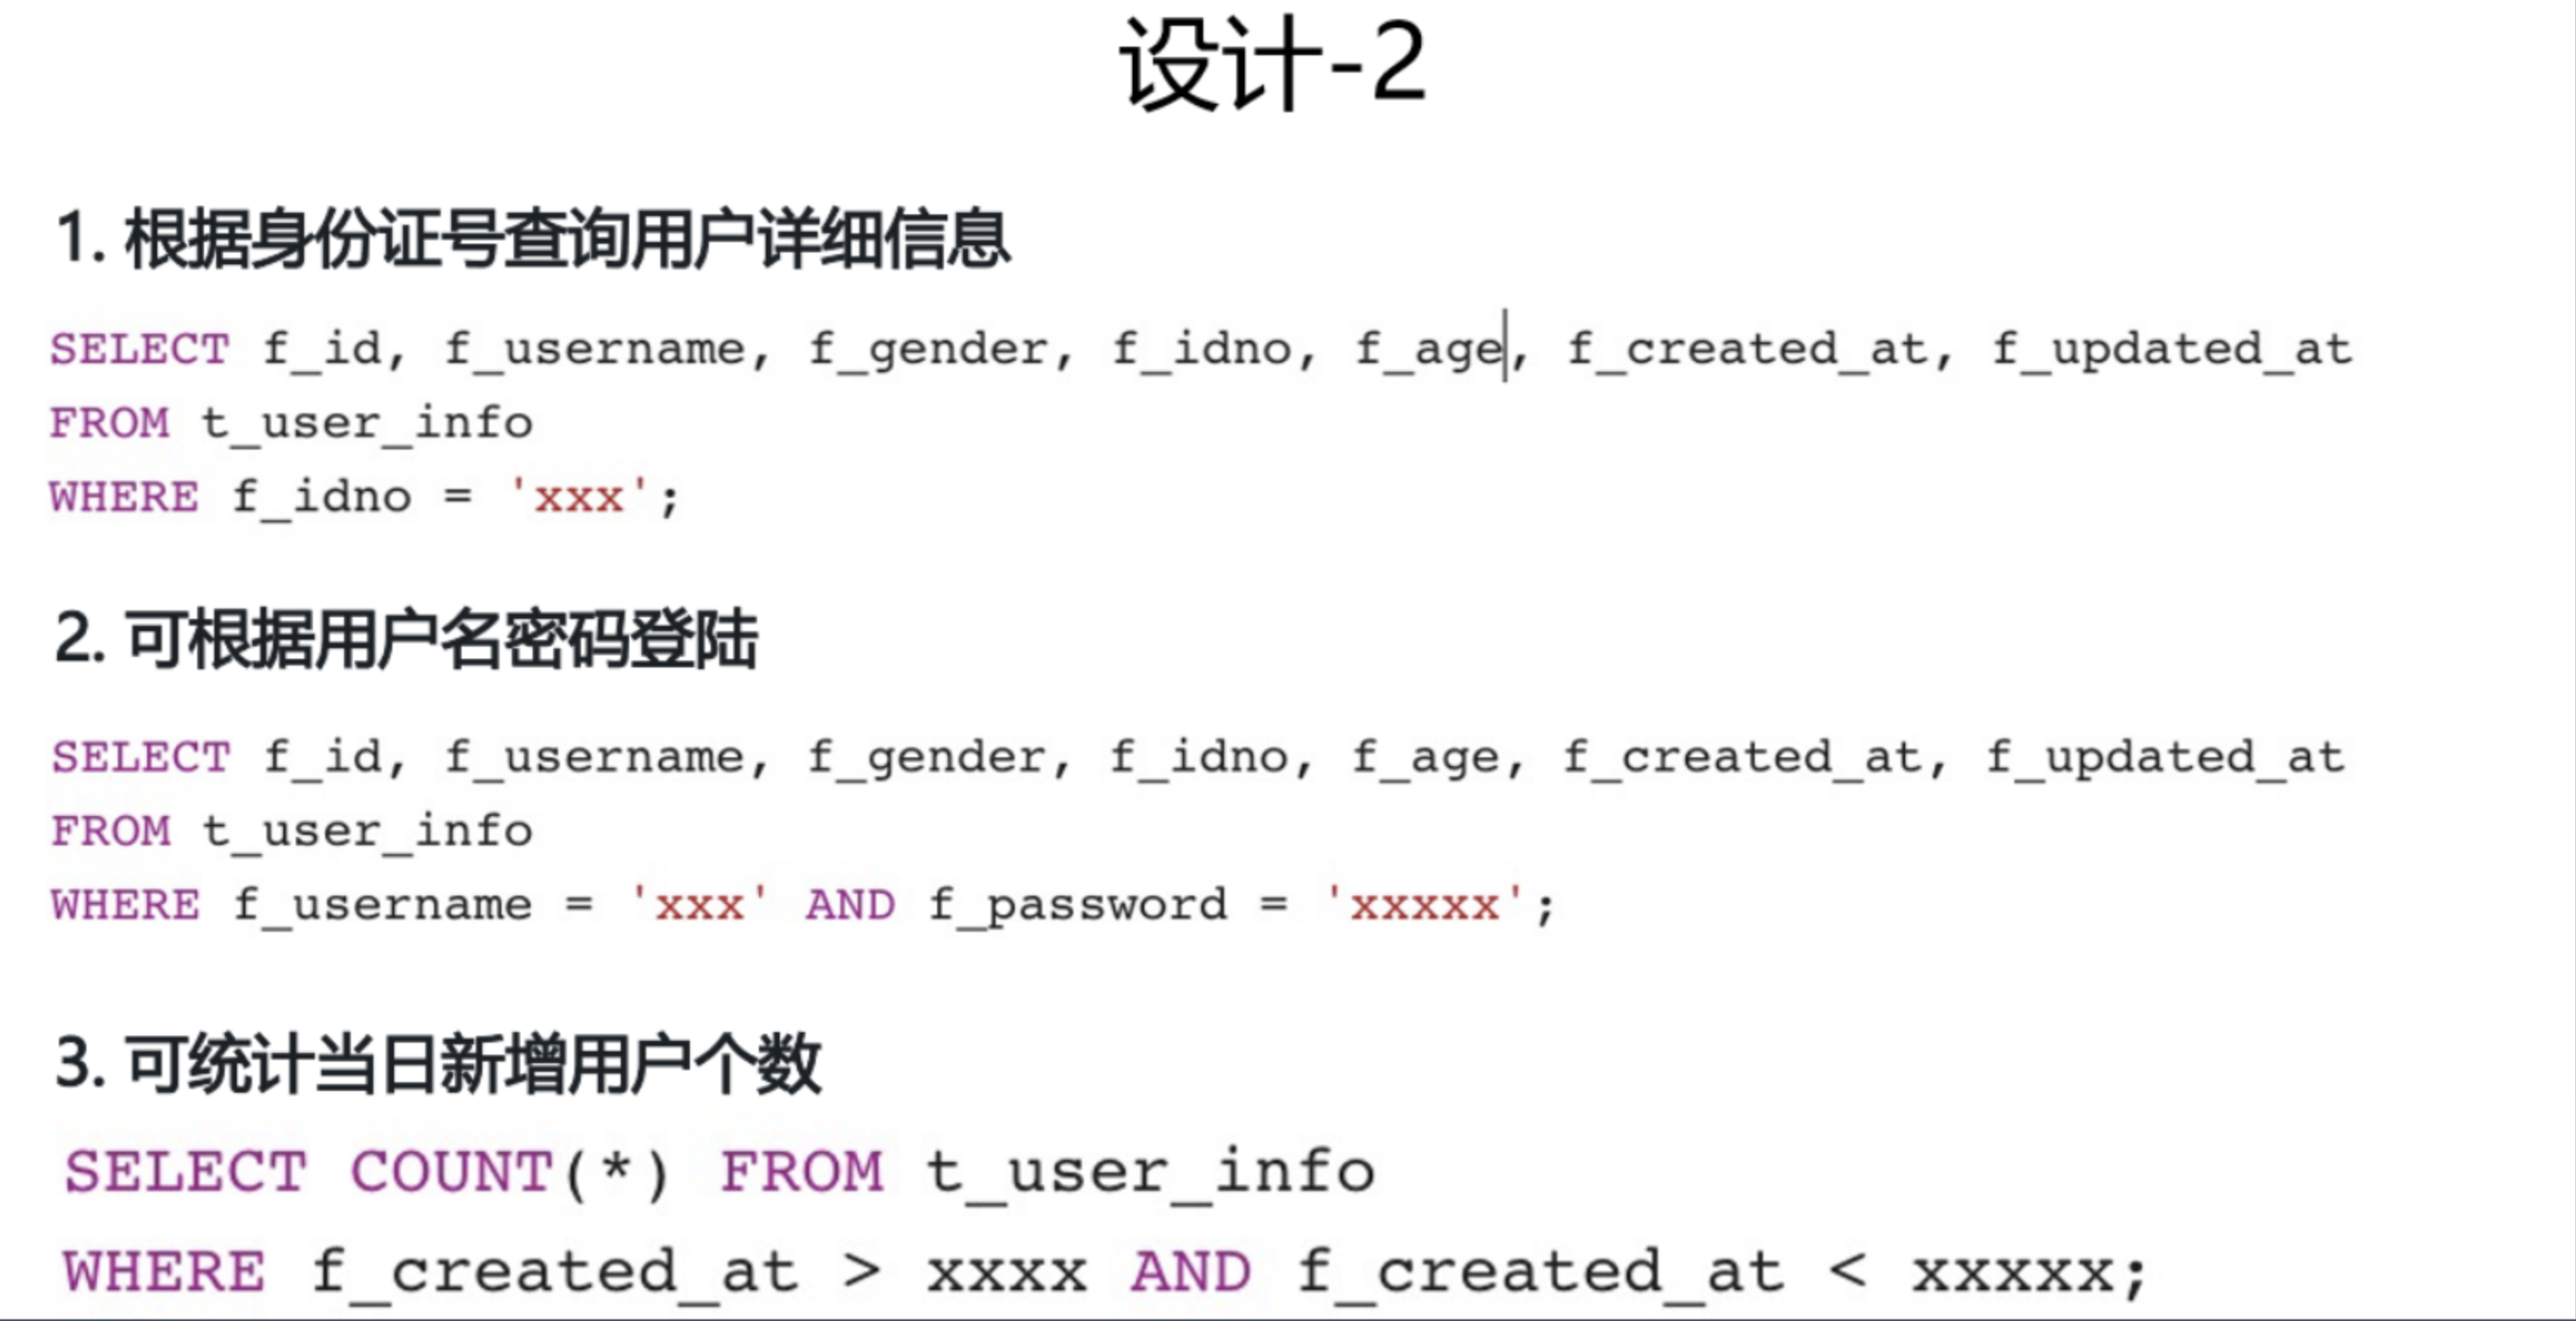 设计-2
1. 根据身份证号查询用户详细信息
SELECT f_id, f_username, f_gender, f_idno, f_age, f_created_at, f_updated_at
FROM t_user_info
WHERE f_idno = 'xxx';
2. 可根据用户名密码登陆
SELECT f_id, f_username, f_gender, f_idno, f_age, f_created_at, f_updated_at
FROM t_user_info
WHERE f_username = 'xxx' AND f_password = 'xxxxx';
3. 可统计当日新增用户个数
SELECT COUNT(*) FROM t_user_info
WHERE f_created_at > xxxx AND f_created_at < xxxxx;